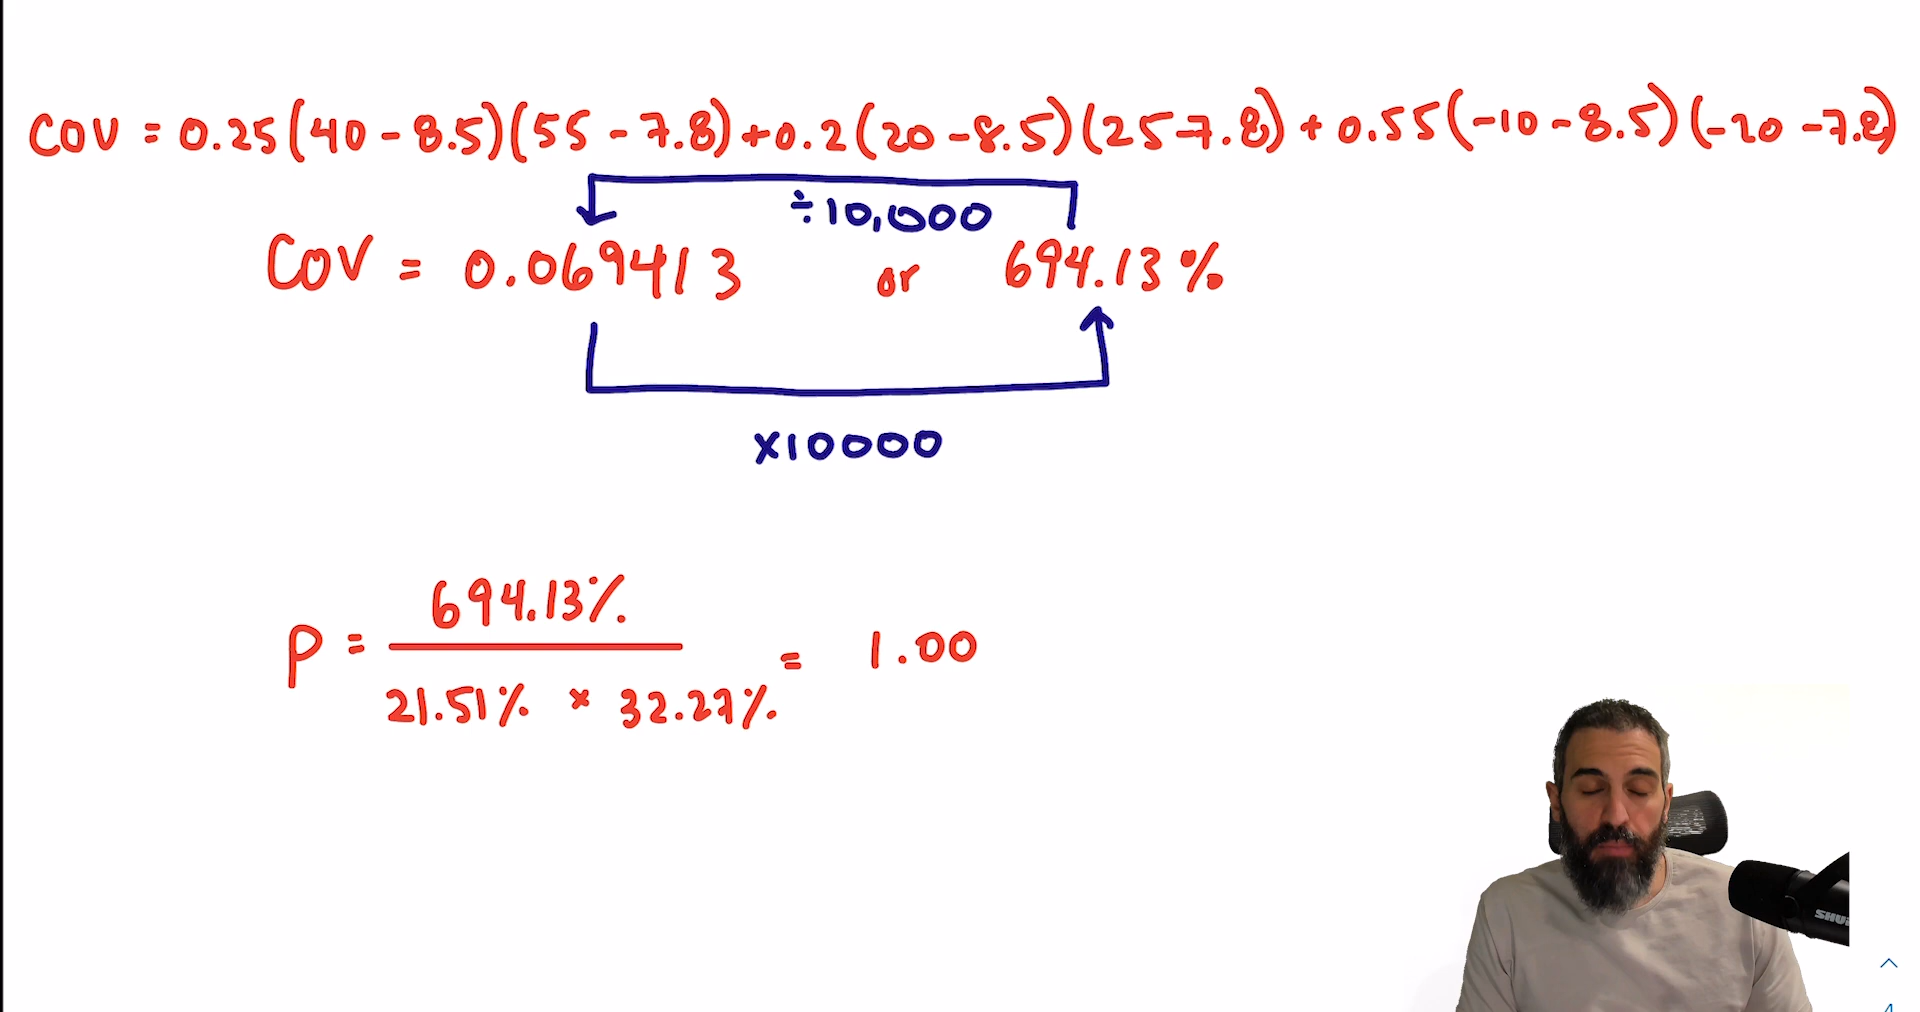 COV = 0.25(40-8.5)(55-7.8)+0.2(20-8.5)(25-7.8)+0.55(-10-8.5)(-20-7.8)
÷10,000
COV = 0.069413 or 694.13%
x10000
694.13%
ρ = = 1.00
21.51% x 32.27%
SHU